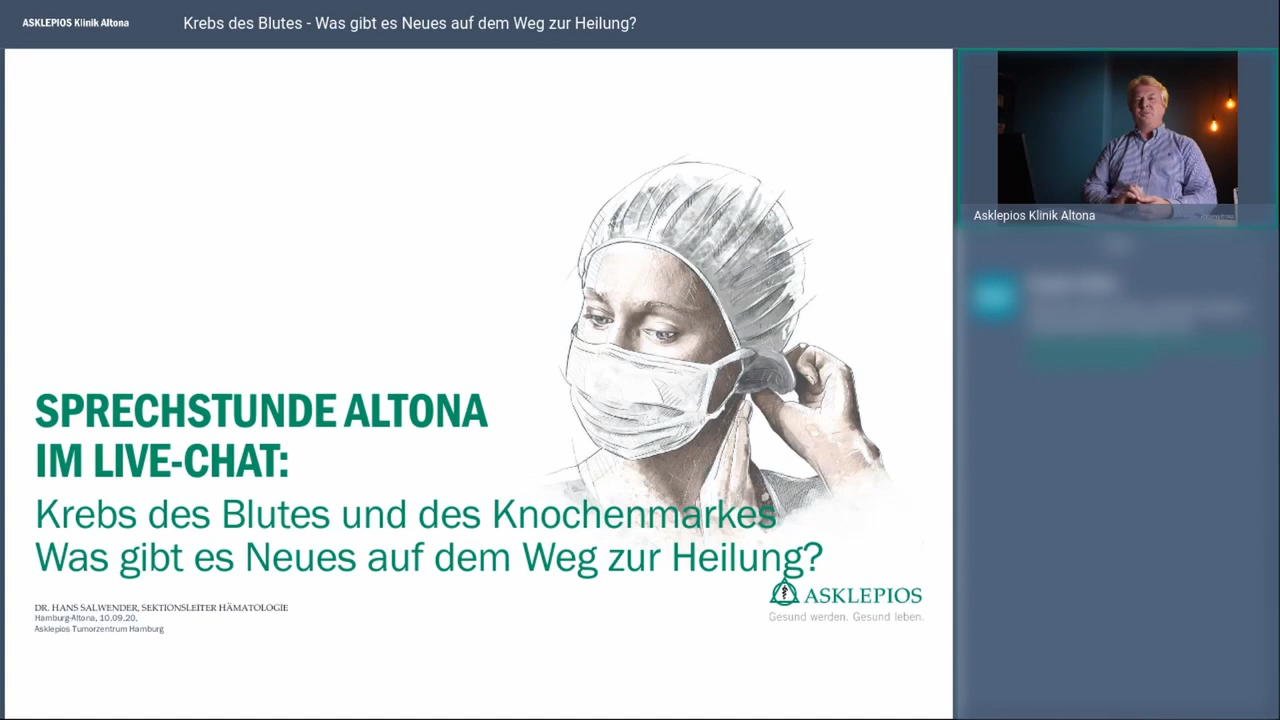 ASKLEPIOS Klinik Altona
Krebs des Blutes - Was gibt es Neues auf dem Weg zur Heilung?
Asklepios Klinik Altona
SPRECHSTUNDE ALTONA
IM LIVE-CHAT:
Krebs des Blutes und des Knochenmarkes
Was gibt es Neues auf dem Weg zur Heilung?
DR. HANS SALWENDER, SEKTIONSLEITER HÄMATOLOGIE
Hamburg-Altona, 10.09.20,
Asklepios Tumorzentrum Hamburg
ASKLEPIOS
Gesund werden. Gesund leben.